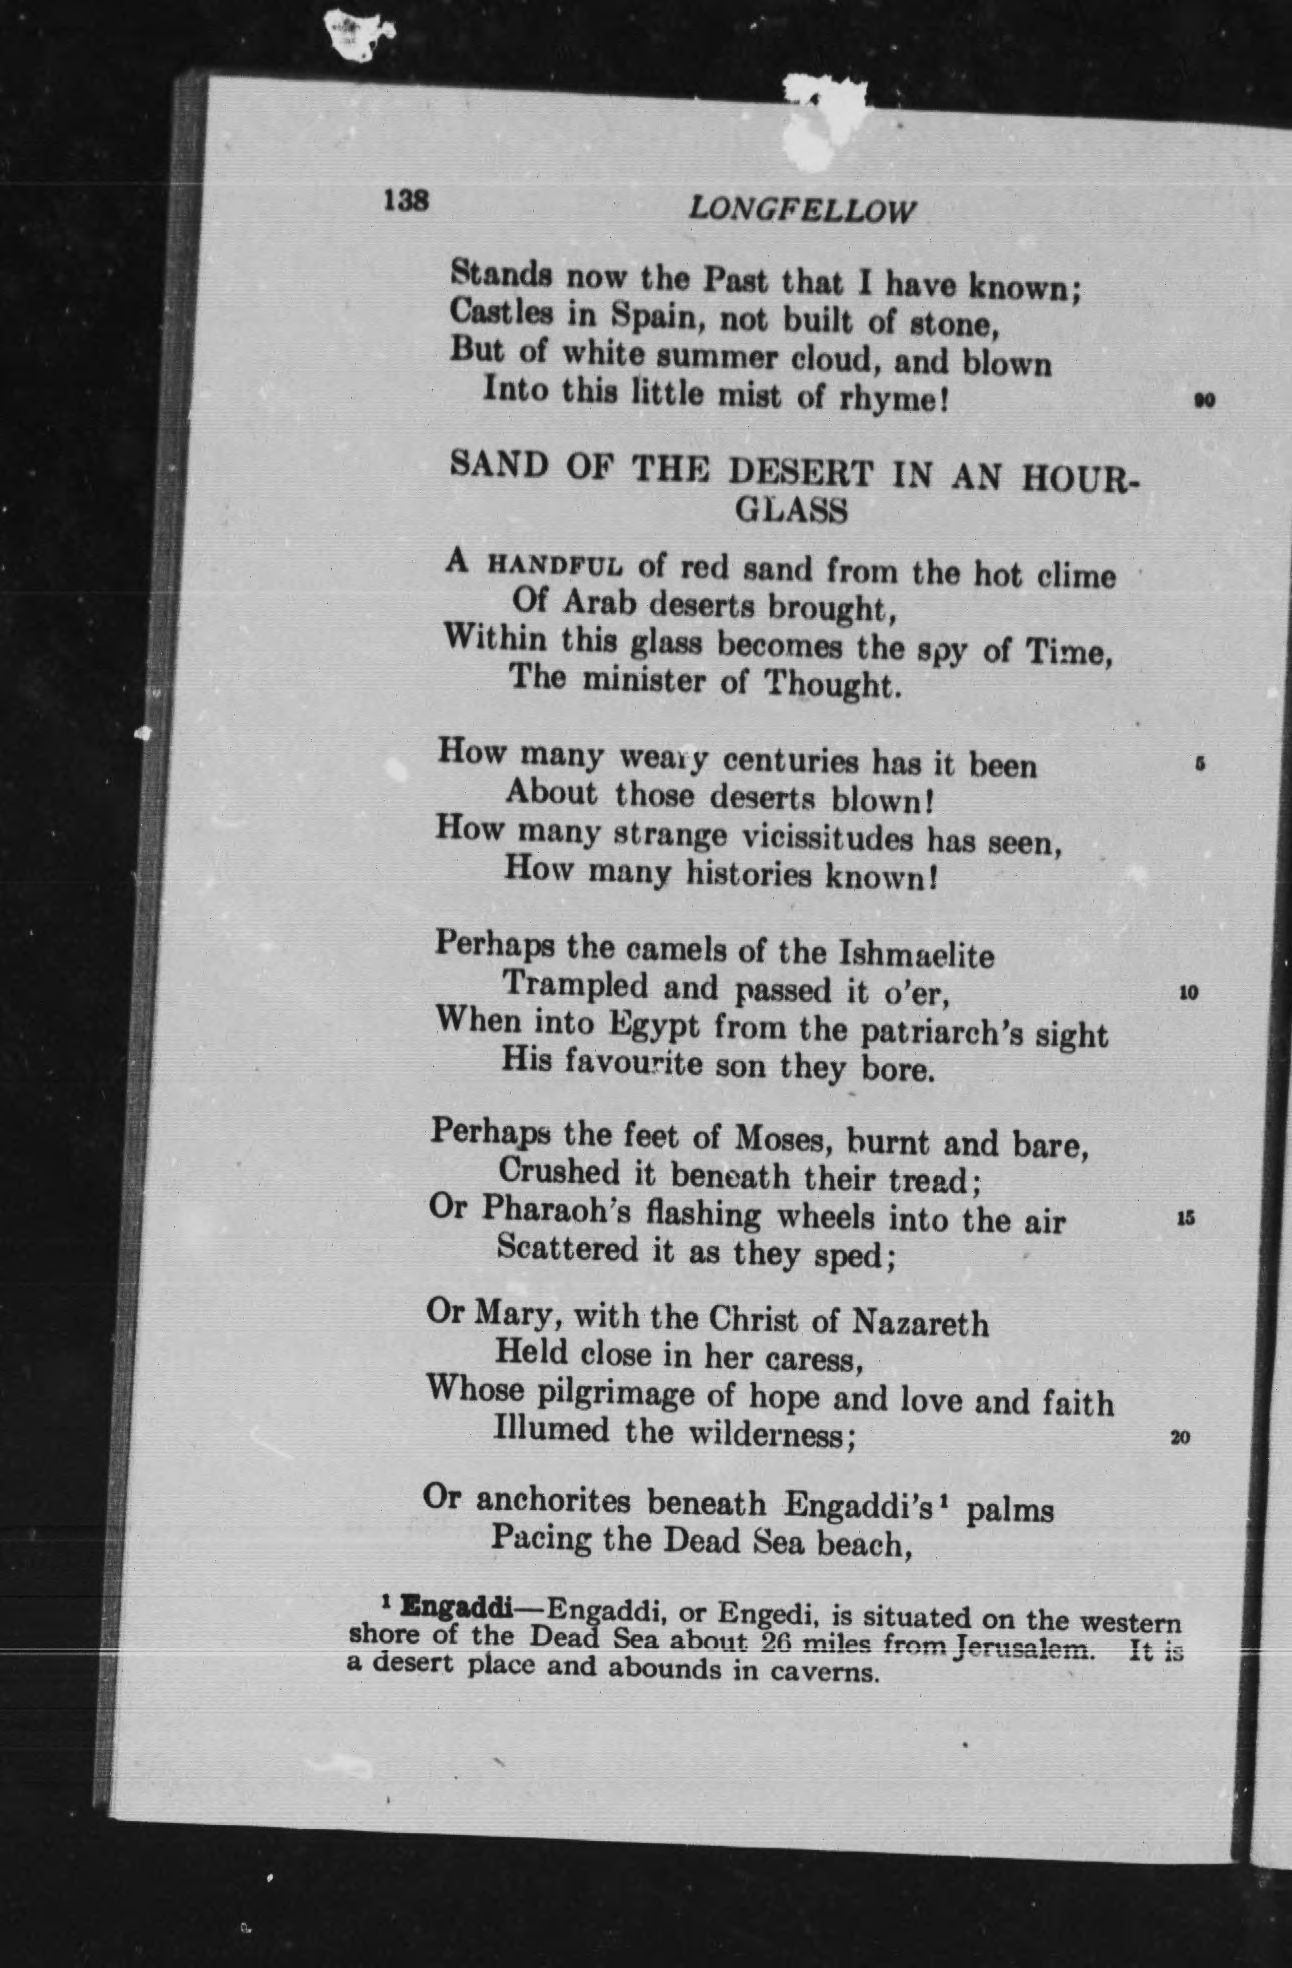 138
LONGFELLOW
Stands now the Past that I have known;
Castles in Spain, not built of stone,
But of white summer cloud, and blown
Into this little mist of rhyme! 90
SAND OF THE DESERT IN AN HOUR-
GLASS
A HANDFUL of red sand from the hot clime
Of Arab deserts brought,
Within this glass becomes the spy of Time,
The minister of Thought.
How many weary centuries has it been 5
About those deserts blown!
How many strange vicissitudes has seen,
How many histories known!
Perhaps the camels of the Ishmaelite
Trampled and passed it o'er, 10
When into Egypt from the patriarch's sight
His favourite son they bore.
Perhaps the feet of Moses, burnt and bare,
Crushed it beneath their tread;
Or Pharaoh's flashing wheels into the air 15
Scattered it as they sped;
Or Mary, with the Christ of Nazareth
Held close in her caress,
Whose pilgrimage of hope and love and faith
Illumed the wilderness; 20
Or anchorites beneath Engaddi's¹ palms
Pacing the Dead Sea beach,
¹ Engaddi—Engaddi, or Engedi, is situated on the western
shore of the Dead Sea about 26 miles from Jerusalem. It is
a desert place and abounds in caverns.